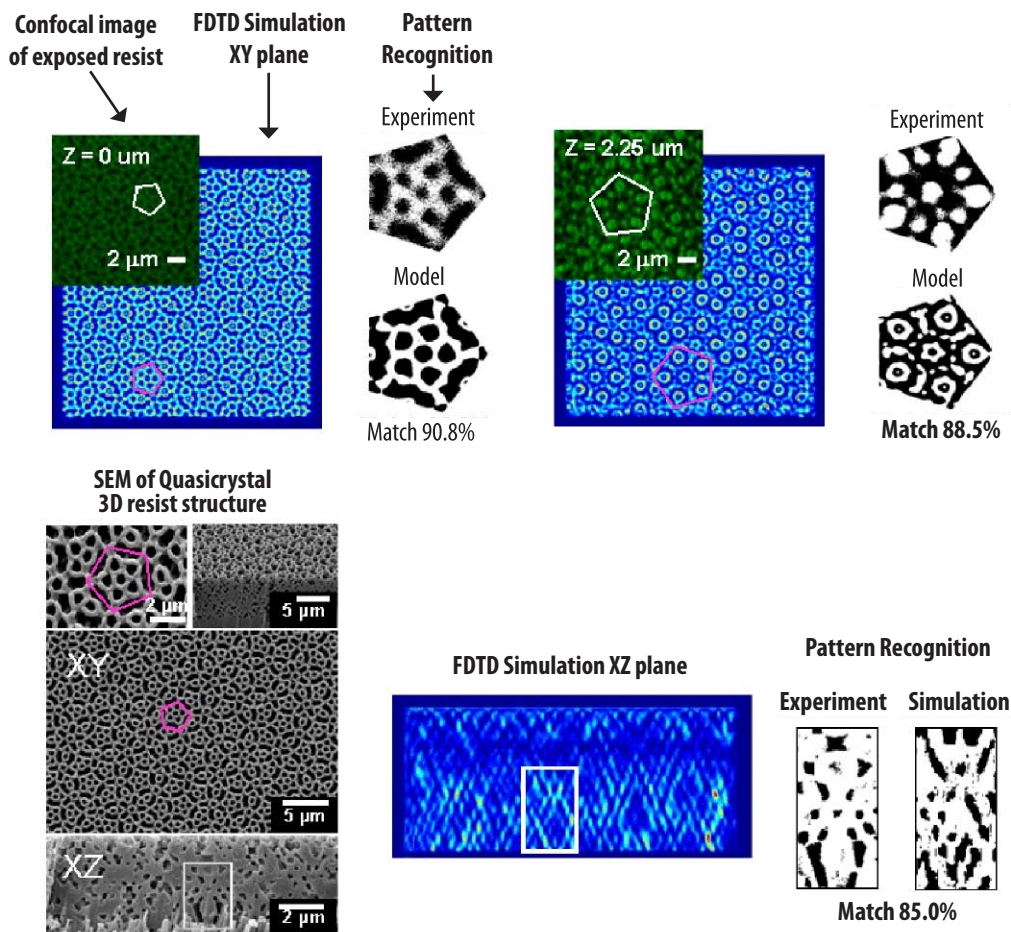 Confocal image
of exposed resist
FDTD Simulation
XY plane
Pattern
Recognition
Experiment
Z = 0 um
2 µm
Model
Match 90.8%
Z = 2.25 um
2 µm
Experiment
Model
Match 88.5%
SEM of Quasicrystal
3D resist structure
2 µm
5 µm
XY
5 µm
XZ
2 µm
FDTD Simulation XZ plane
Pattern Recognition
Experiment
Simulation
Match 85.0%